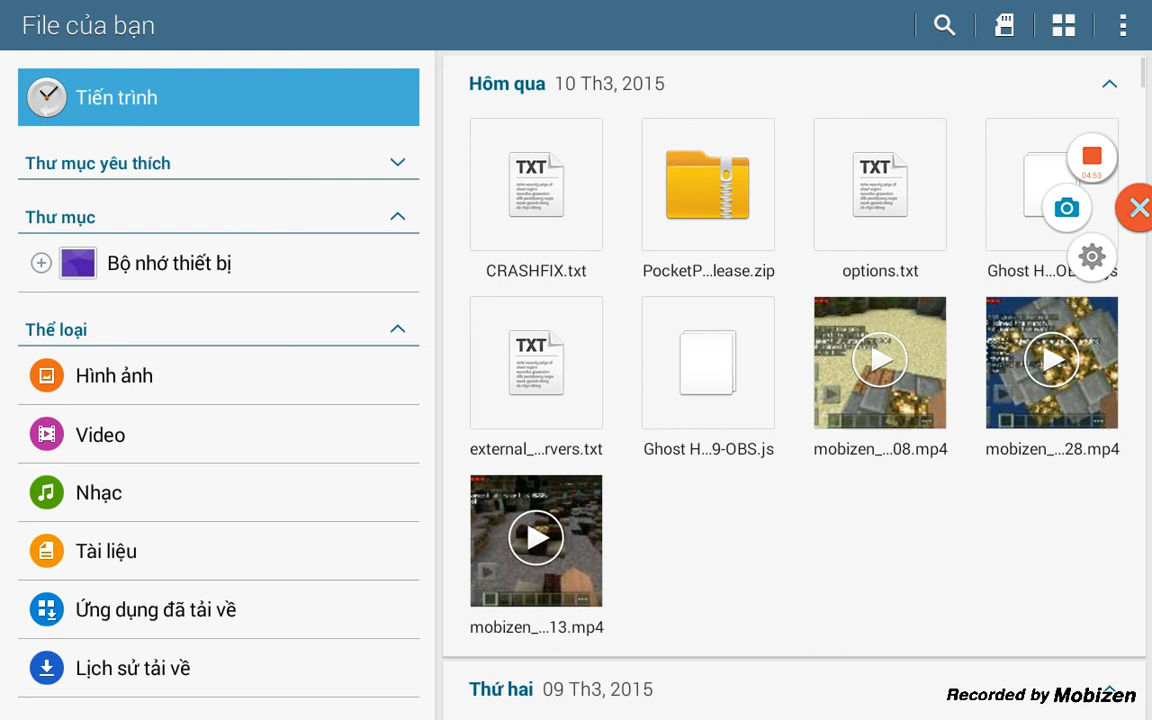 File của bạn
Tiến trình
Thư mục yêu thích
Thư mục
Bộ nhớ thiết bị
Thể loại
Hình ảnh
Video
Nhạc
Tài liệu
Ứng dụng đã tải về
Lịch sử tải về
Hôm qua 10 Th3, 2015
TXT
TXT
04:53
CRASHFIX.txt
PocketP...lease.zip
options.txt
Ghost H...OB
.js
TXT
external_...rvers.txt
Ghost H...9-OBS.js
mobizen_...08.mp4
mobizen_...28.mp4
mobizen_...13.mp4
Thứ hai 09 Th3, 2015
Recorded by Mobizen